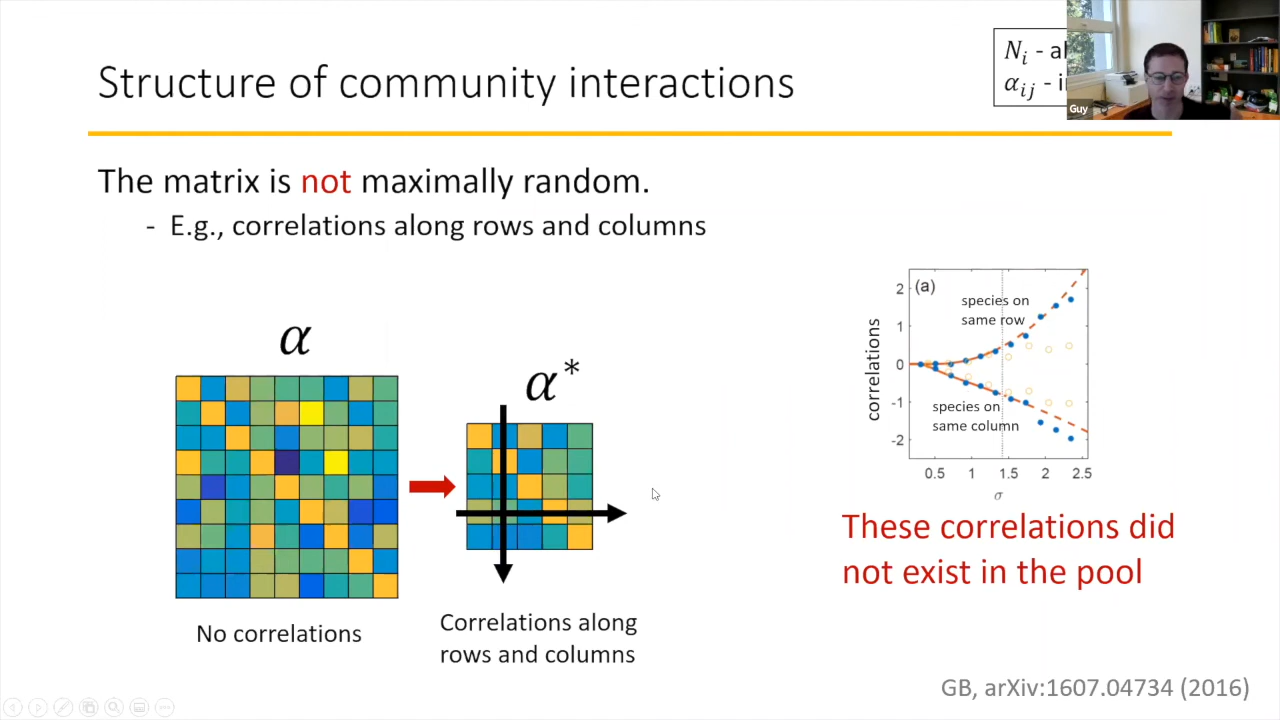 Structure of community interactions
N_i - a
α_ij - i
Guy
The matrix is not maximally random.
- E.g., correlations along rows and columns
α
α*
No correlations
Correlations along
rows and columns
(a)
species on
same row
species on
same column
correlations
2
1
0
-1
-2
0.5 1 1.5 2 2.5
σ
These correlations did
not exist in the pool
GB, arXiv:1607.04734 (2016)